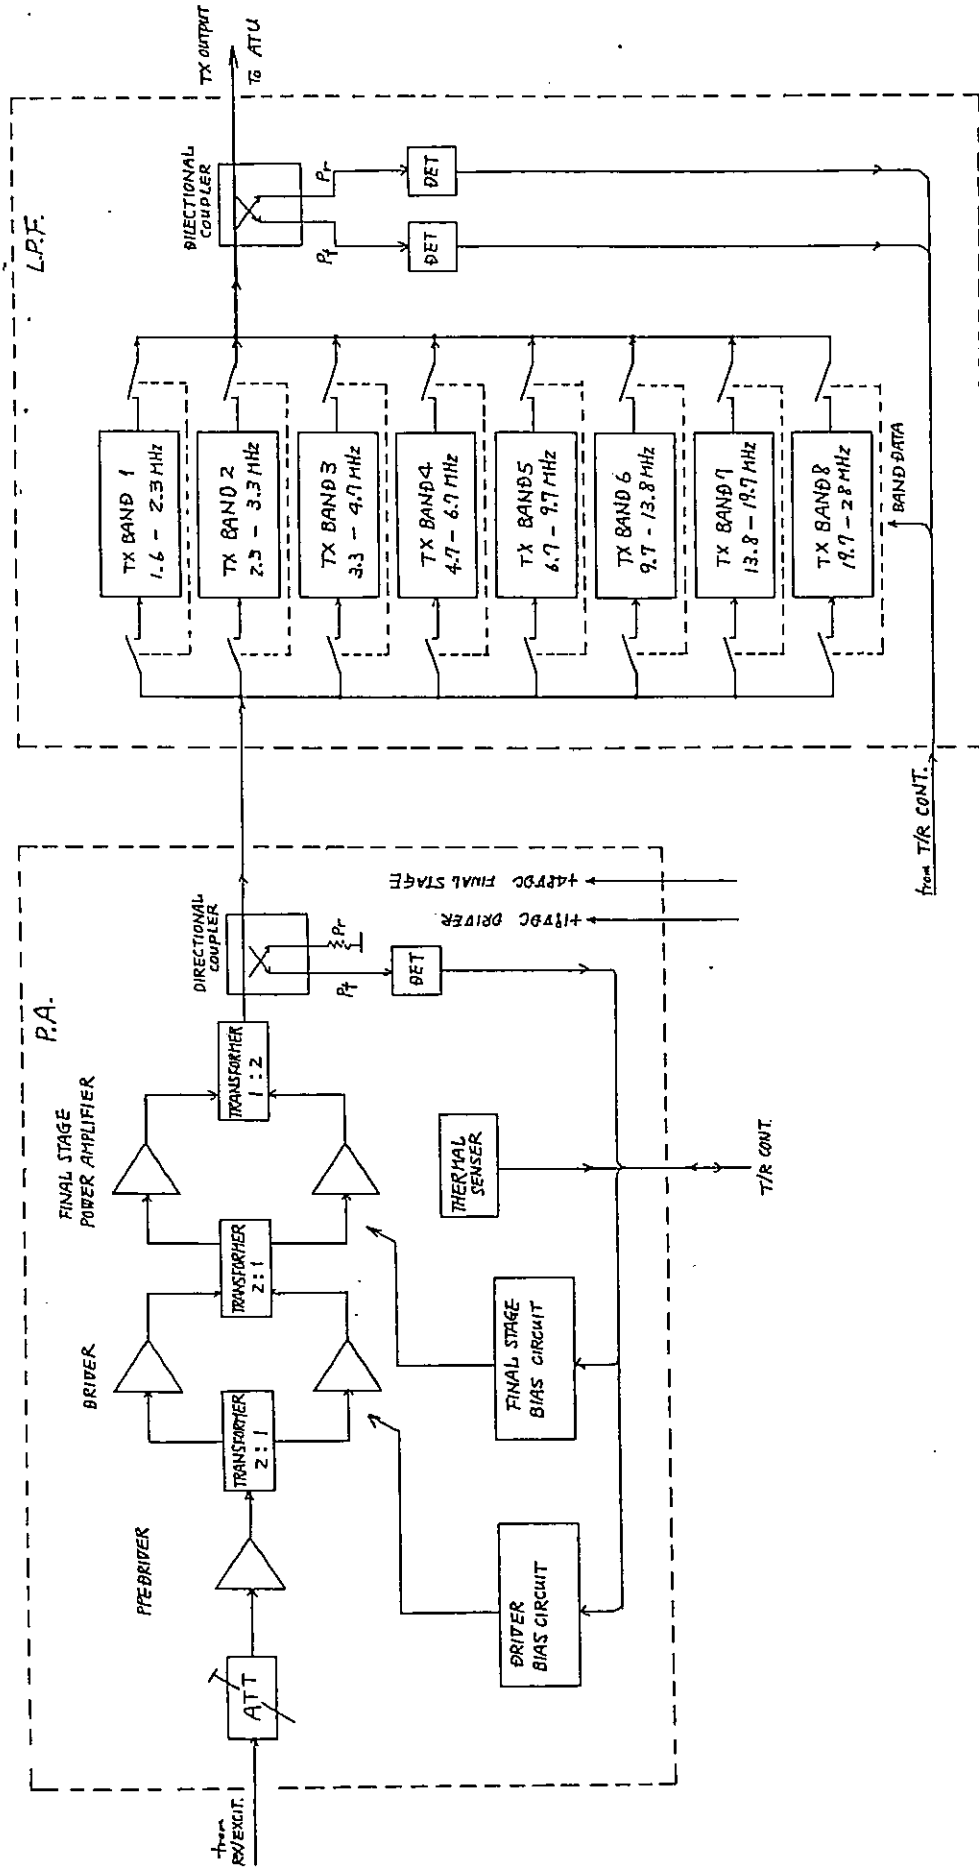 P.A.
from
RX/EXCIT.
ATT
PPEDRIVER
TRANSFORMER
2:1
DRIVER
TRANSFORMER
2:1
FINAL STAGE
POWER AMPLIFIER
TRANSFORMER
1:2
DIRECTIONAL
COUPLER
Pf
Pr
DET
DRIVER
BIAS CIRCUIT
FINAL STAGE
BIAS CIRCUIT
THERMAL
SENSER
T/R CONT.
+18VDC DRIVER
+48VDC FINAL STAGE
L.P.F.
TX BAND 1
1.6 - 2.3 MHz
TX BAND 2
2.3 - 3.3 MHz
TX BAND 3
3.3 - 4.7 MHz
TX BAND 4
4.7 - 6.7 MHz
TX BAND 5
6.7 - 9.7 MHz
TX BAND 6
9.7 - 13.8 MHz
TX BAND 7
13.8 - 19.7 MHz
TX BAND 8
19.7 - 28 MHz
BAND DATA
from T/R CONT.
DILECTIONAL
COUPLER
Pf
Pr
DET
DET
TX OUTPUT
To ATU